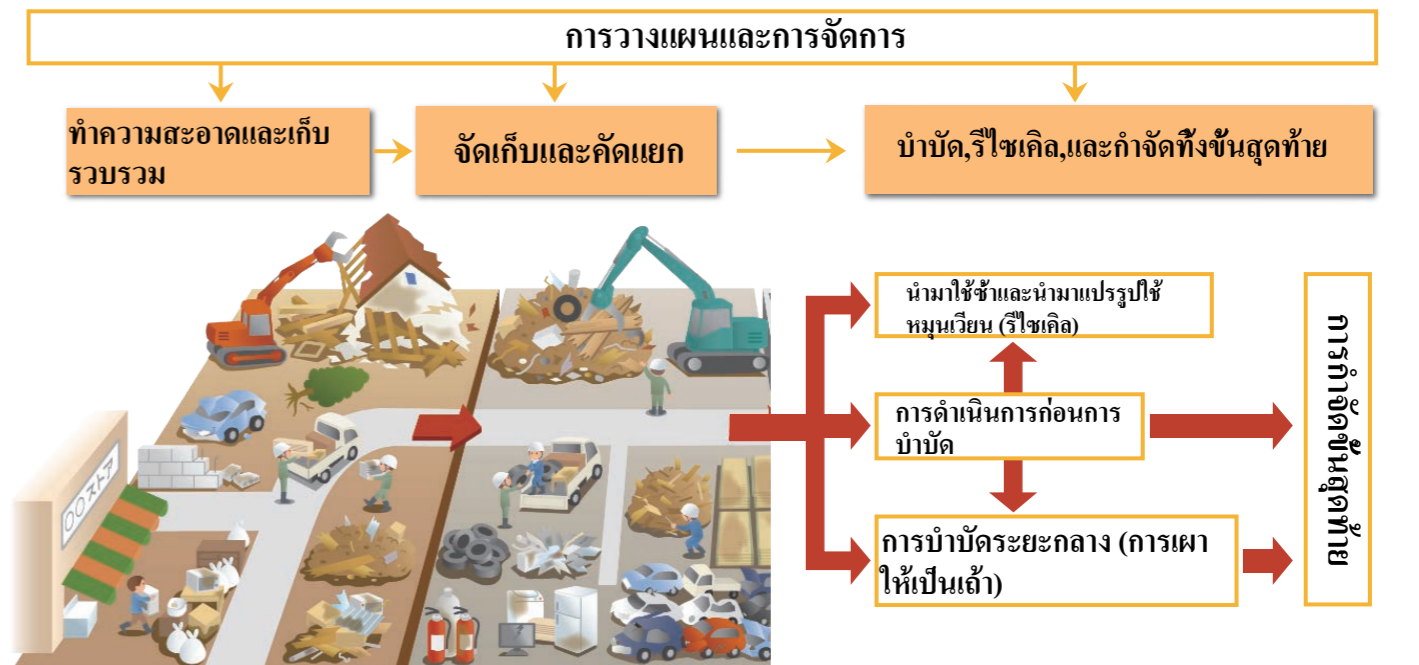 การวางแผนและการจัดการ
ทำความสะอาดและเก็บ
รวบรวม
จัดเก็บและคัดแยก
บำบัด,รีไซเคิล,และกำจัดทิ้งขั้นสุดท้าย
นำมาใช้ซ้ำและนำมาแปรรูปใช้
หมุนเวียน (รีไซเคิล)
การดำเนินการก่อนการ
บำบัด
การบำบัดระยะกลาง (การเผา
ให้เป็นเถ้า)
การกำจัดขั้นสุดท้าย
〇〇ストア